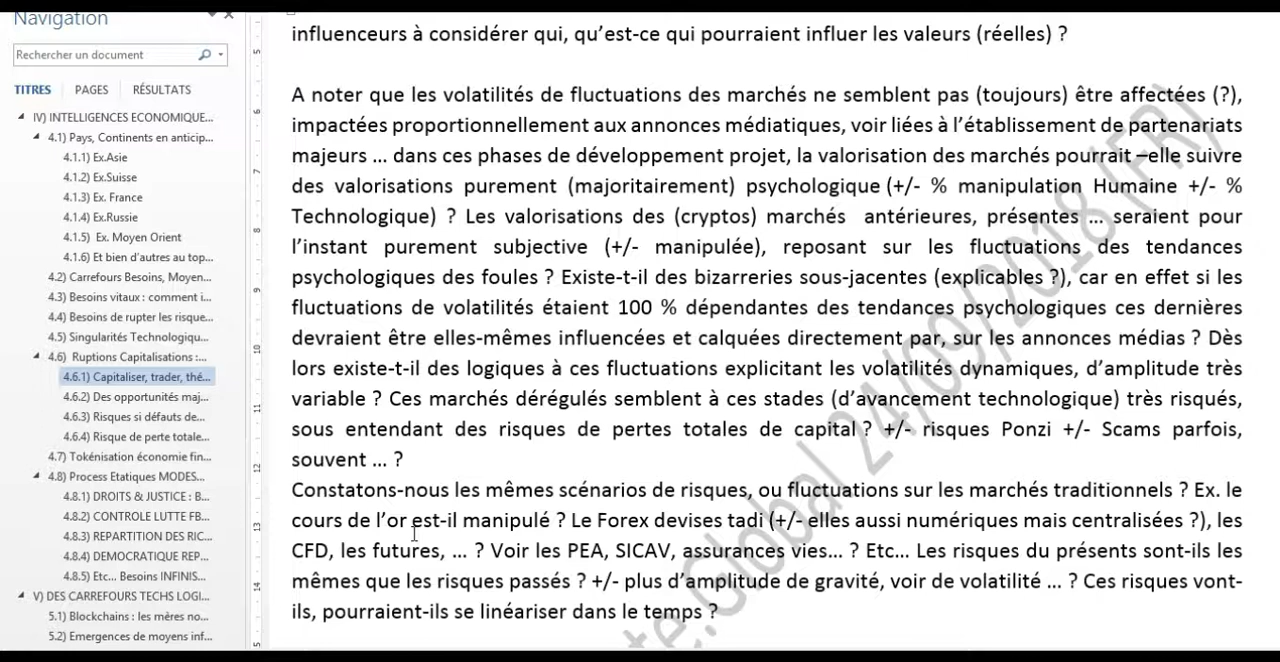 Navigation
Rechercher un document
TITRES PAGES RÉSULTATS
IV) INTELLIGENCES ECONOMIQUE...
4.1) Pays, Continents en anticip...
4.1.1) Ex.Asie
4.1.2) Ex.Suisse
4.1.3) Ex. France
4.1.4) Ex.Russie
4.1.5) Ex. Moyen Orient
4.1.6) Et bien d'autres au top...
4.2) Carrefours Besoins, Moyen...
4.3) Besoins vitaux : comment i...
4.4) Besoins de rupter les risque...
4.5) Singularités Technologiqu...
4.6) Ruptions Capitalisations :...
4.6.1) Capitaliser, trader, thé...
4.6.2) Des opportunités maj...
4.6.3) Risques si défauts de...
4.6.4) Risque de perte totale...
4.7) Tokénisation économie fin...
4.8) Process Etatiques MODES...
4.8.1) DROITS & JUSTICE : B...
4.8.2) CONTROLE LUTTE FB...
4.8.3) REPARTITION DES RIC...
4.8.4) DEMOCRATIQUE REP...
4.8.5) Etc... Besoins INFINIS...
V) DES CARREFOURS TECHS LOGI...
5.1) Blockchains : les mères no...
5.2) Emergences de moyens inf...
influenceurs à considérer qui, qu'est-ce qui pourraient influer les valeurs (réelles) ?
A noter que les volatilités de fluctuations des marchés ne semblent pas (toujours) être affectées (?),
impactées proportionnellement aux annonces médiatiques, voir liées à l'établissement de partenariats
majeurs ... dans ces phases de développement projet, la valorisation des marchés pourrait –elle suivre
des valorisations purement (majoritairement) psychologique (+/- % manipulation Humaine +/- %
Technologique) ? Les valorisations des (cryptos) marchés antérieures, présentes ... seraient pour
l'instant purement subjective (+/- manipulée), reposant sur les fluctuations des tendances
psychologiques des foules ? Existe-t-il des bizarreries sous-jacentes (explicables ?), car en effet si les
fluctuations de volatilités étaient 100 % dépendantes des tendances psychologiques ces dernières
devraient être elles-mêmes influencées et calquées directement par, sur les annonces médias ? Dès
lors existe-t-il des logiques à ces fluctuations explicitant les volatilités dynamiques, d'amplitude très
variable ? Ces marchés dérégulés semblent à ces stades (d'avancement technologique) très risqués,
sous entendant des risques de pertes totales de capital ? +/- risques Ponzi +/- Scams parfois,
souvent ... ?
Constatons-nous les mêmes scénarios de risques, ou fluctuations sur les marchés traditionnels ? Ex. le
cours de l'or est-il manipulé ? Le Forex devises tadi (+/- elles aussi numériques mais centralisées ?), les
CFD, les futures, ... ? Voir les PEA, SICAV, assurances vies... ? Etc... Les risques du présents sont-ils les
mêmes que les risques passés ? +/- plus d'amplitude de gravité, voir de volatilité ... ? Ces risques vont-
ils, pourraient-ils se linéariser dans le temps ?
te.Global 24/09/2018 (FR)